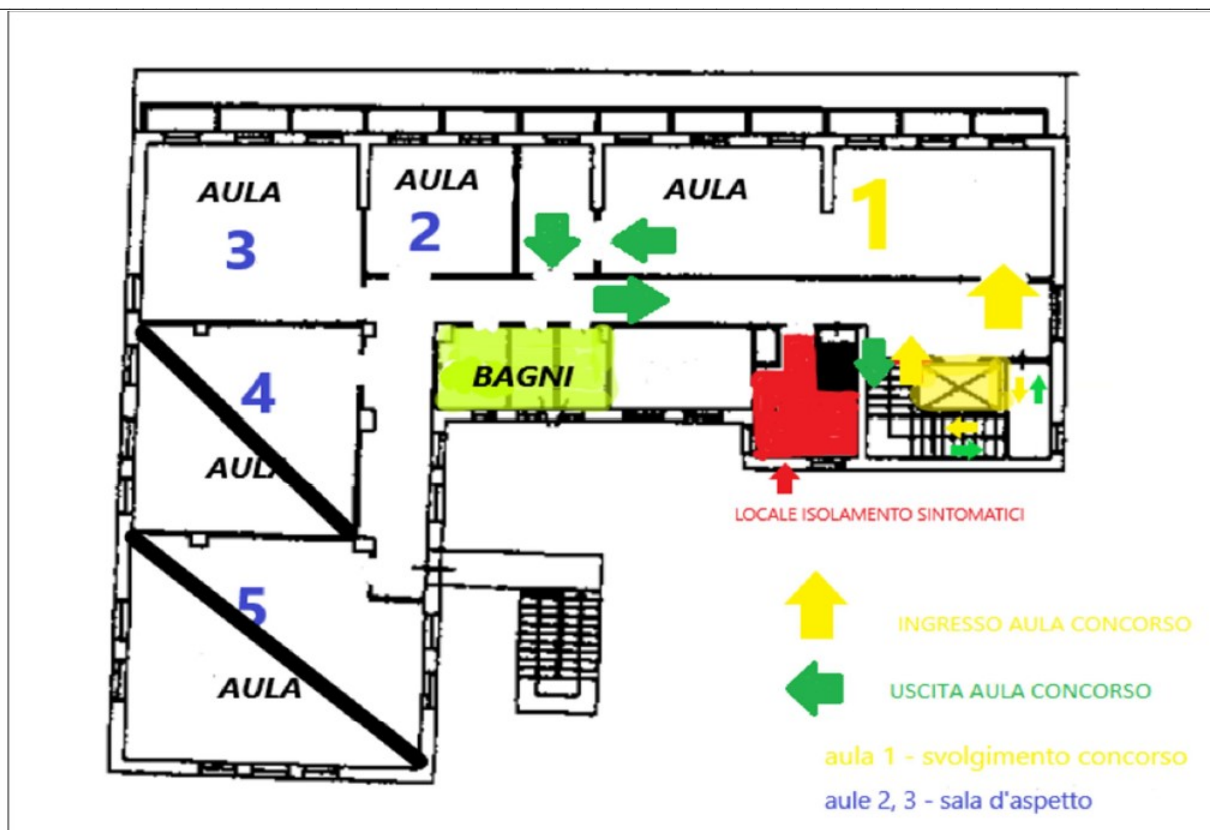 AULA
3
AULA
2
AULA
1
4
AULA
BAGNI
LOCALE ISOLAMENTO SINTOMATICI
5
AULA
INGRESSO AULA CONCORSO
USCITA AULA CONCORSO
aula 1 - svolgimento concorso
aule 2, 3 - sala d'aspetto